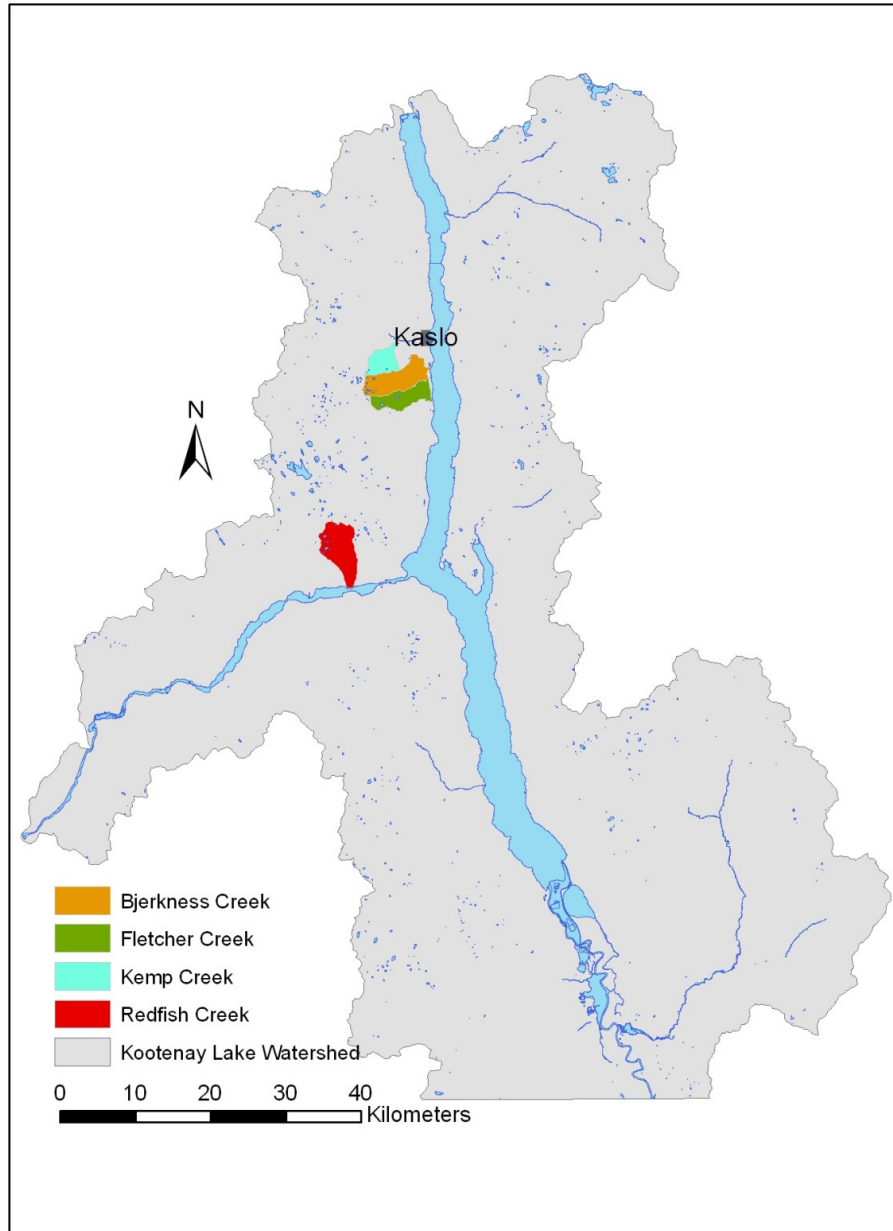 Kaslo
N
Bjerkness Creek
Fletcher Creek
Kemp Creek
Redfish Creek
Kootenay Lake Watershed
0 10 20 30 40
Kilometers